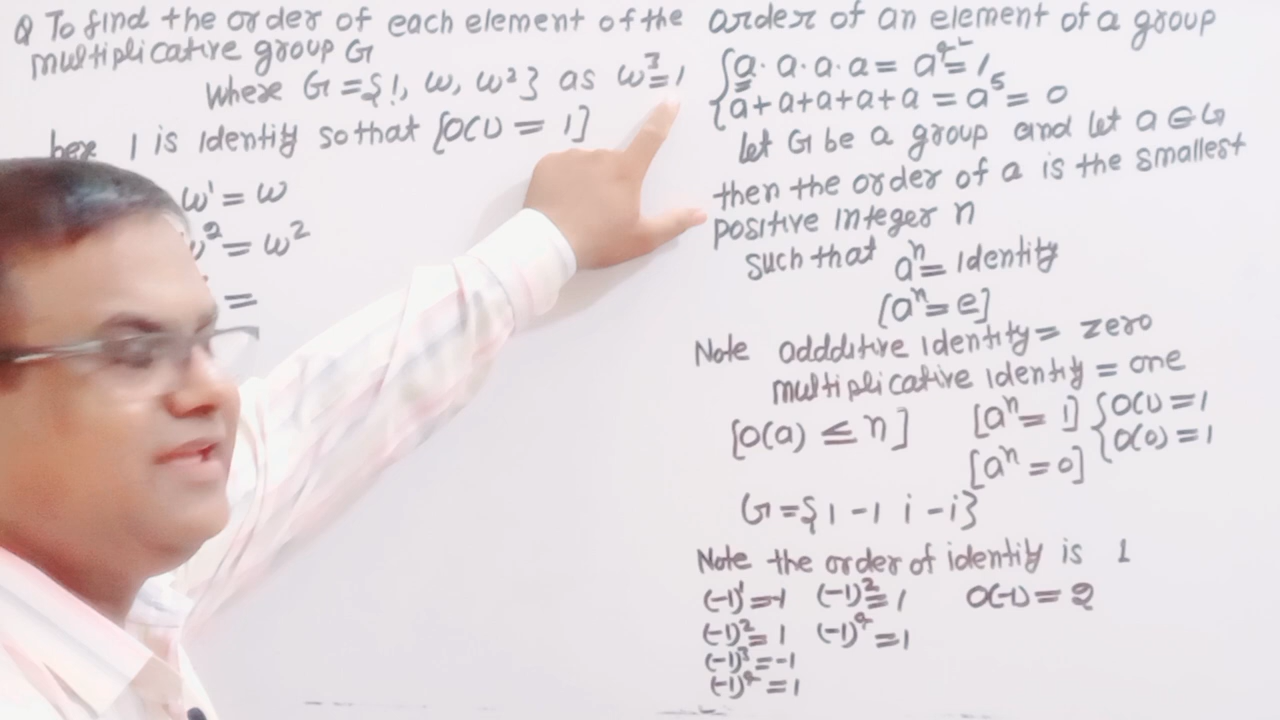 Q To find the order of each element of the
multiplicative group G
where G = {1, ω, ω²} as ω³=1
here 1 is Identity so that [O(1) = 1]
ω¹ = ω
ω² = ω²
=
order of an element of a group
{a· a· a· a = a⁴=1
{a+a+a+a+a = a⁵ = 0
let G be a group and let a ∈ G
then the order of a is the smallest
positive integer n
such that aⁿ = Identity
[aⁿ = e]
Note addditive identity = zero
multiplicative identity = one
[O(a) ≤ n] [aⁿ = 1] {O(1) = 1
[aⁿ = 0] {O(0) = 1
G = {1 -1 i -i}
Note the order of identity is 1
(-1)¹ = -1 (-1)² = 1 O(-1) = 2
(-1)² = 1 (-1)⁴ = 1
(-1)³ = -1
(-1)⁴ = 1